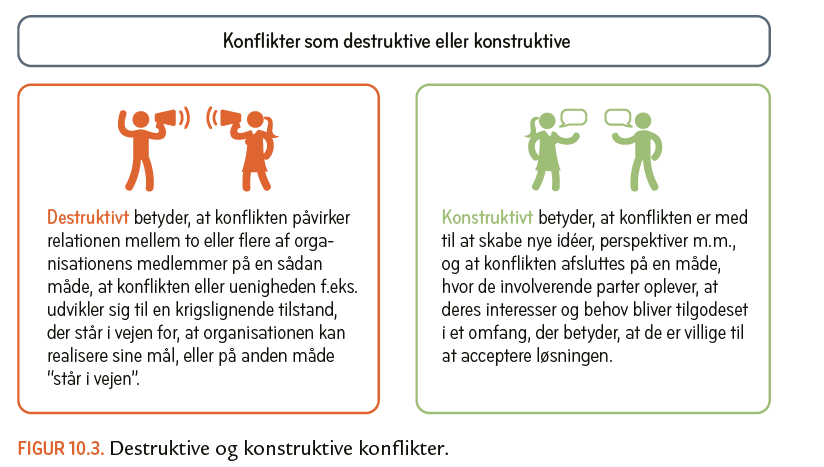 Konflikter som destruktive eller konstruktive
Destruktivt betyder, at konflikten påvirker
relationen mellem to eller flere af orga-
nisationens medlemmer på en sådan
måde, at konflikten eller uenigheden f.eks.
udvikler sig til en krigslignende tilstand,
der står i vejen for, at organisationen kan
realisere sine mål, eller på anden måde
“står i vejen”.
Konstruktivt betyder, at konflikten er med
til at skabe nye idéer, perspektiver m.m.,
og at konflikten afsluttes på en måde,
hvor de involverende parter oplever, at
deres interesser og behov bliver tilgodeset
i et omfang, der betyder, at de er villige til
at acceptere løsningen.
FIGUR 10.3. Destruktive og konstruktive konflikter.